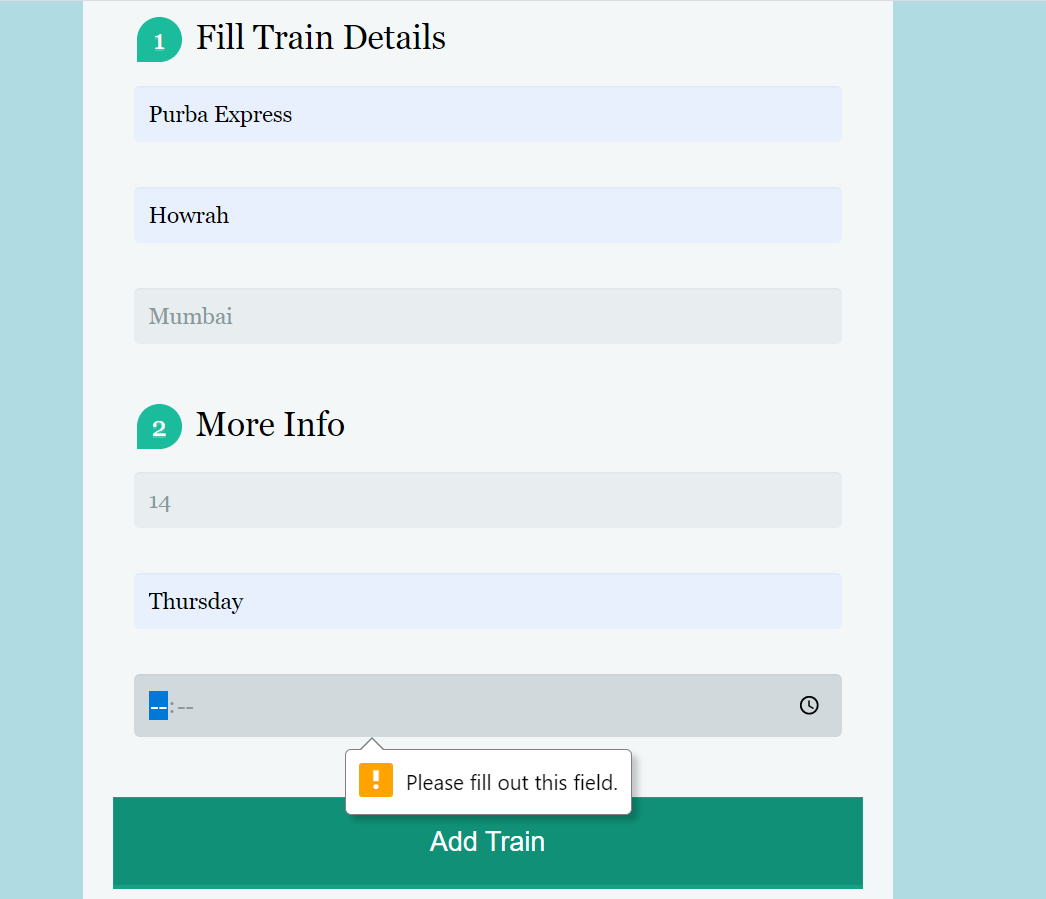 1 Fill Train Details
Purba Express
Howrah
Mumbai
2 More Info
14
Thursday
--:--
Please fill out this field.
Add Train